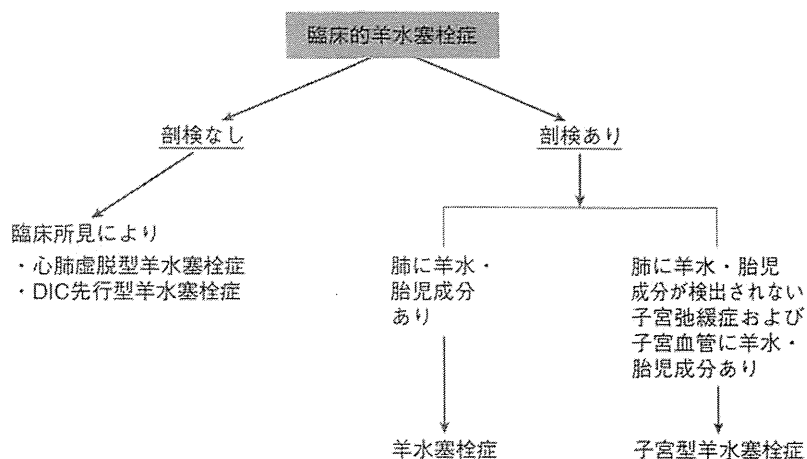 臨床的羊水塞栓症
剖検なし
剖検あり
臨床所見により
・心肺虚脱型羊水塞栓症
・DIC先行型羊水塞栓症
肺に羊水・
胎児成分
あり
肺に羊水・胎児
成分が検出されない
子宮弛緩症および
子宮血管に羊水・
胎児成分あり
羊水塞栓症
子宮型羊水塞栓症